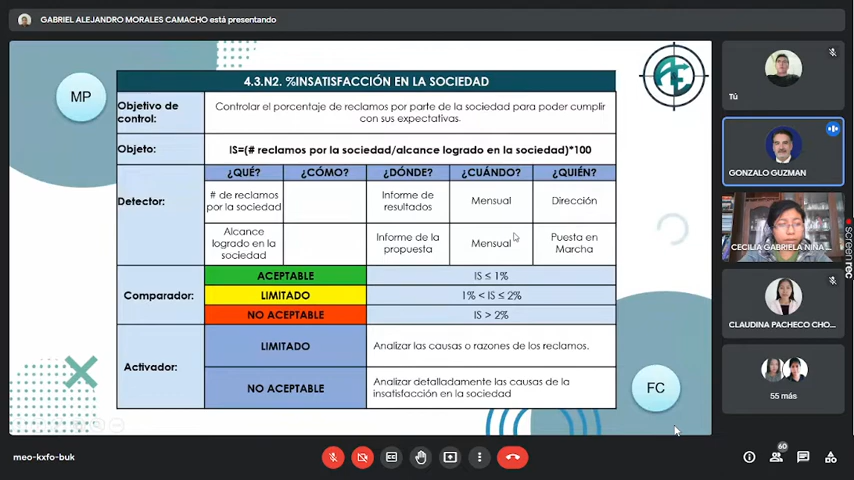 GABRIEL ALEJANDRO MORALES CAMACHO está presentando
MP
4.3.N2. %INSATISFACCIÓN EN LA SOCIEDAD
Objetivo de control:
Controlar el porcentaje de reclamos por parte de la sociedad para poder cumplir
con sus expectativas.
Objeto:
IS=(# reclamos por la sociedad/alcance logrado en la sociedad)*100
Detector:
¿QUÉ? ¿CÓMO? ¿DÓNDE? ¿CUÁNDO? ¿QUIÉN?
# de reclamos por la sociedad
Informe de resultados
Mensual
Dirección
Alcance logrado en la sociedad
Informe de la propuesta
Mensual
Puesta en Marcha
Comparador:
ACEPTABLE IS ≤ 1%
LIMITADO 1% < IS ≤ 2%
NO ACEPTABLE IS > 2%
Activador:
LIMITADO Analizar las causas o razones de los reclamos.
NO ACEPTABLE
Analizar detalladamente las causas de la
insatisfacción en la sociedad
FC
Tú
GONZALO GUZMAN
CECILIA GABRIELA NIÑA...
CLAUDINA PACHECO CHO...
55 más
screen rec
meo-kxfo-buk
60